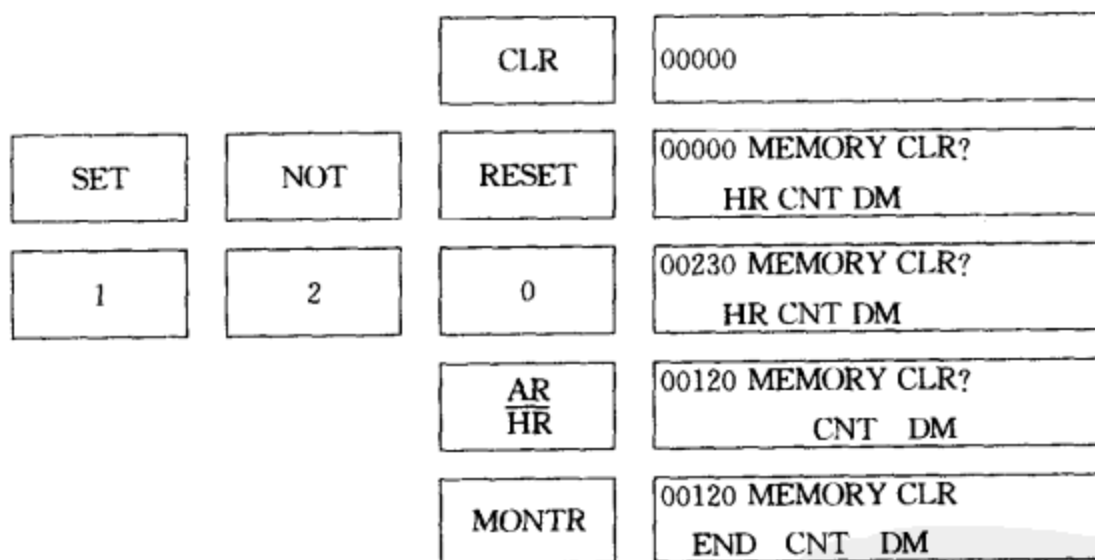 CLR 00000
00000 MEMORY CLR?
SET NOT RESET
HR CNT DM
00230 MEMORY CLR?
1 2 0
HR CNT DM
00120 MEMORY CLR?
AR
HR
CNT DM
00120 MEMORY CLR
MONTR
END CNT DM